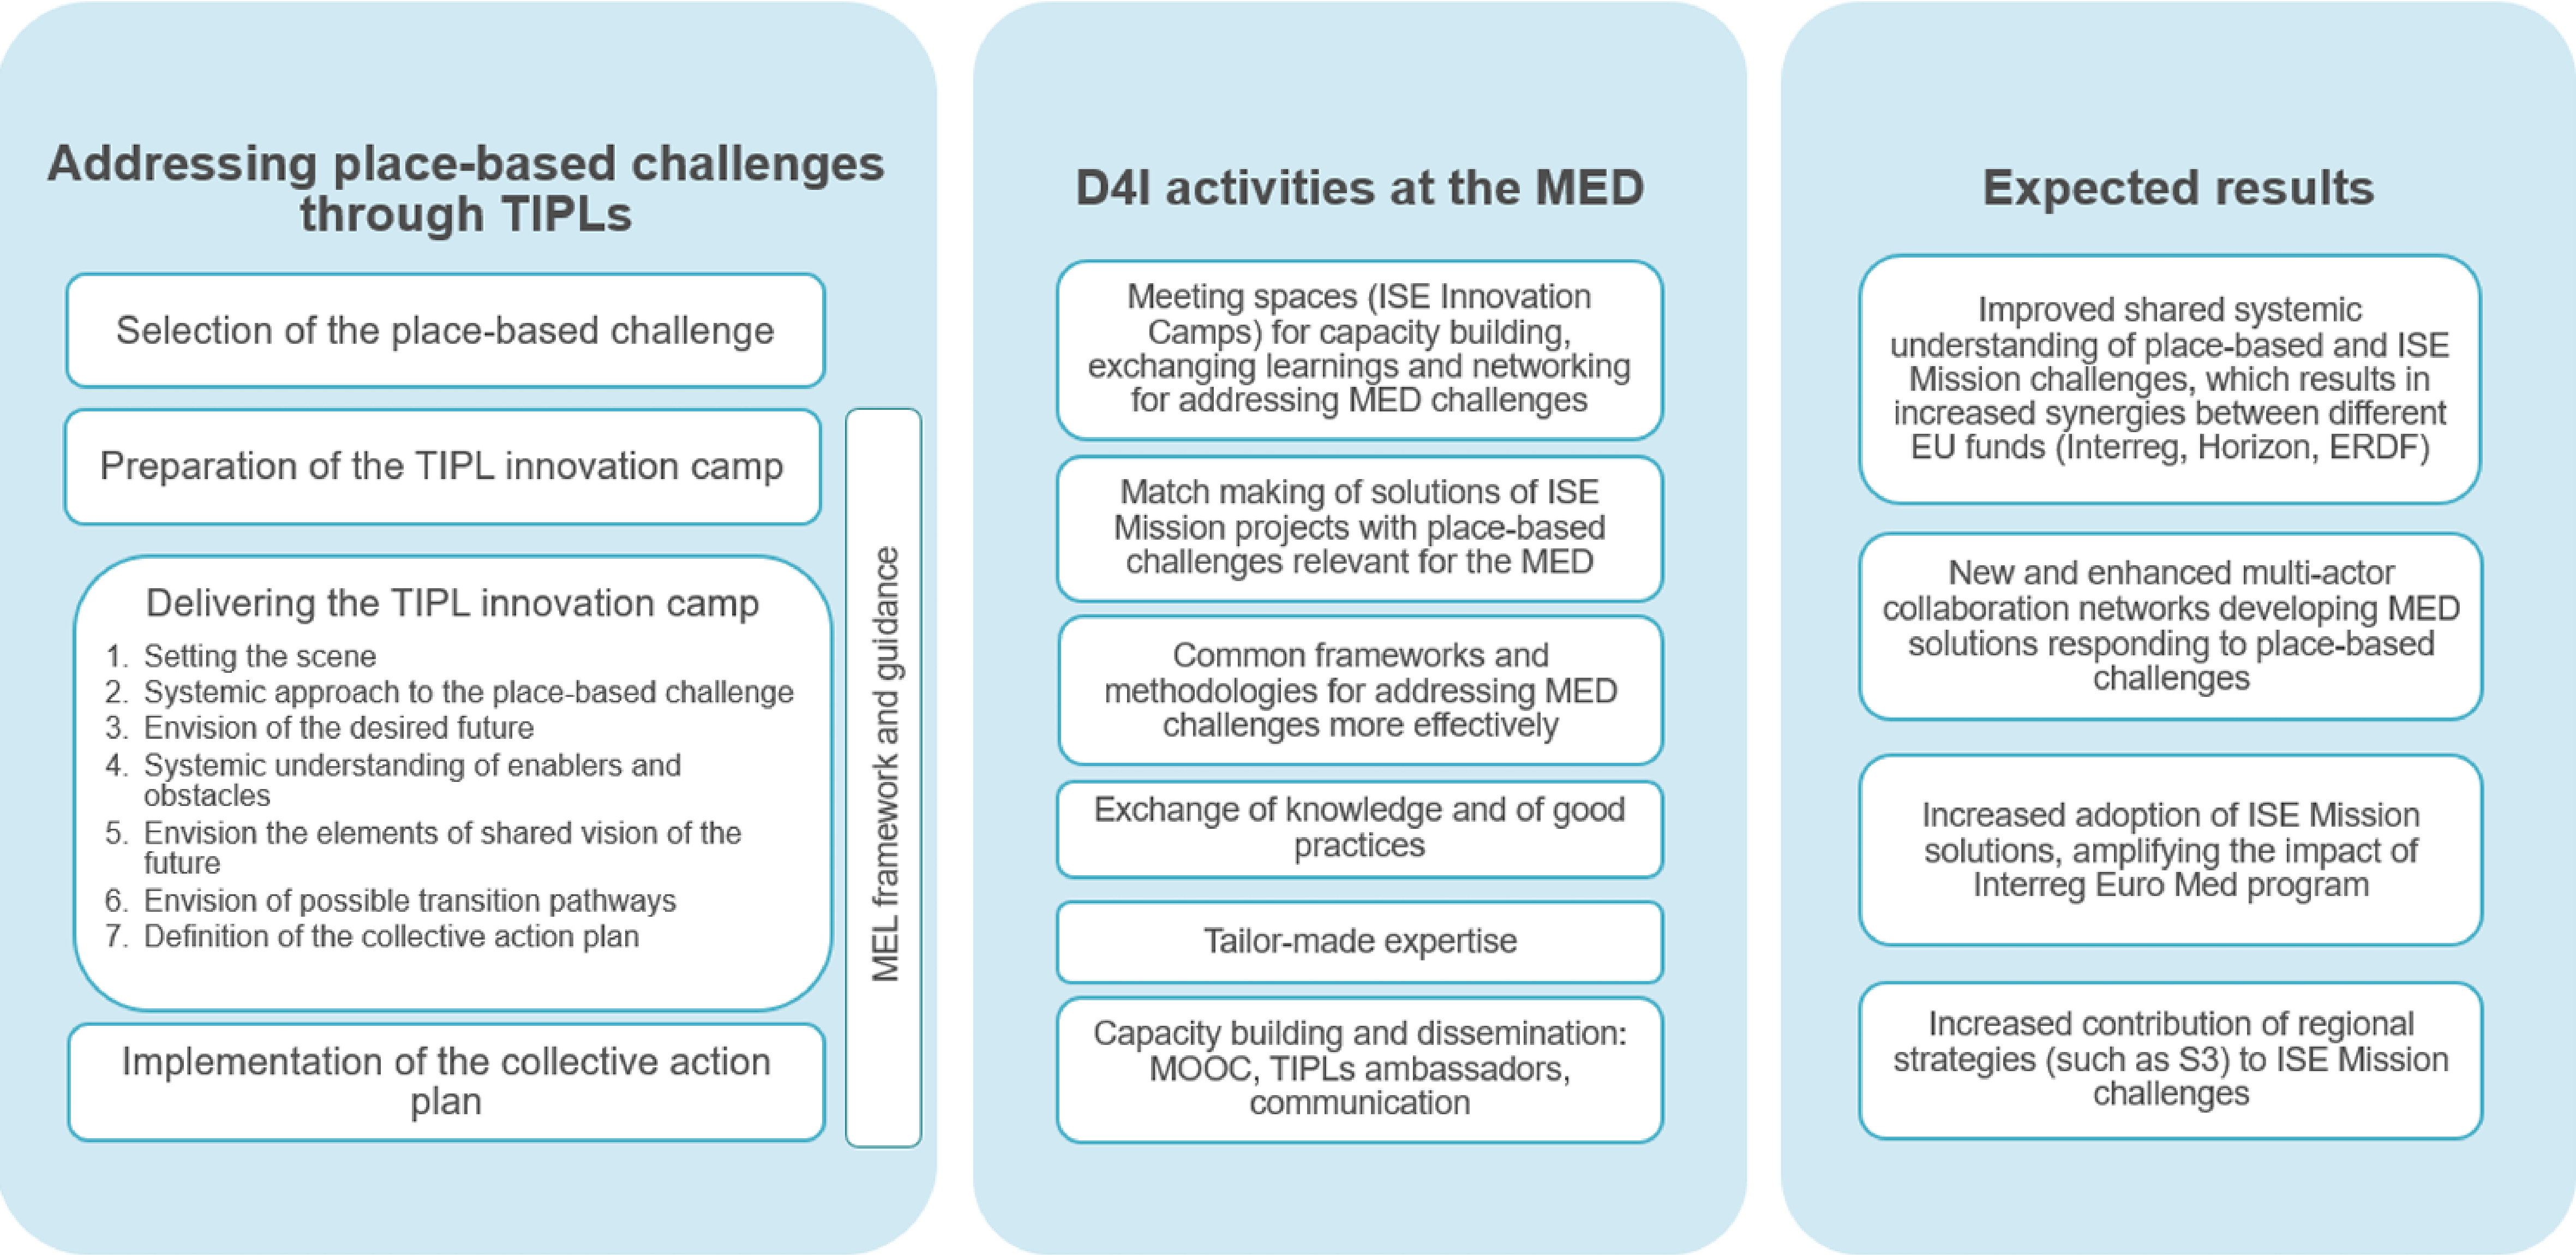 Addressing place-based challenges
through TIPLs
Selection of the place-based challenge
Preparation of the TIPL innovation camp
Delivering the TIPL innovation camp
1. Setting the scene
2. Systemic approach to the place-based challenge
3. Envision of the desired future
4. Systemic understanding of enablers and
obstacles
5. Envision the elements of shared vision of the
future
6. Envision of possible transition pathways
7. Definition of the collective action plan
Implementation of the collective action
plan
MEL framework and guidance
D4I activities at the MED
Meeting spaces (ISE Innovation
Camps) for capacity building,
exchanging learnings and networking
for addressing MED challenges
Match making of solutions of ISE
Mission projects with place-based
challenges relevant for the MED
Common frameworks and
methodologies for addressing MED
challenges more effectively
Exchange of knowledge and of good
practices
Tailor-made expertise
Capacity building and dissemination:
MOOC, TIPLs ambassadors,
communication
Expected results
Improved shared systemic
understanding of place-based and ISE
Mission challenges, which results in
increased synergies between different
EU funds (Interreg, Horizon, ERDF)
New and enhanced multi-actor
collaboration networks developing MED
solutions responding to place-based
challenges
Increased adoption of ISE Mission
solutions, amplifying the impact of
Interreg Euro Med program
Increased contribution of regional
strategies (such as S3) to ISE Mission
challenges